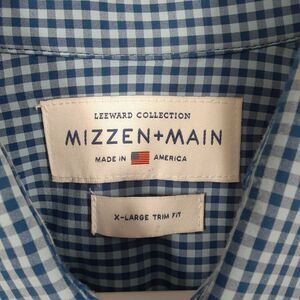 LEEWARD COLLECTION
MIZZEN+MAIN
MADE IN AMERICA
X-LARGE TRIM FIT